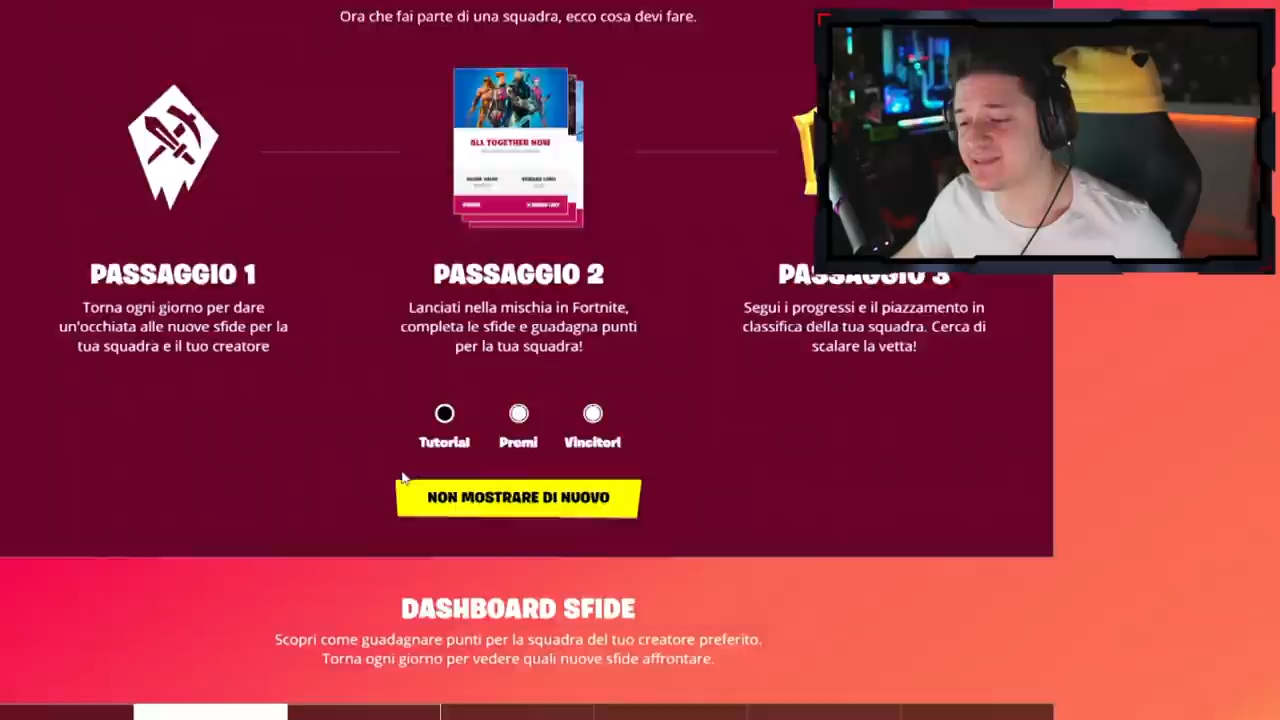 Ora che fai parte di una squadra, ecco cosa devi fare.
ALL TOGETHER NOW
PASSAGGIO 1
PASSAGGIO 2
PASSAGGIO 3
Torna ogni giorno per dare
un'occhiata alle nuove sfide per la
tua squadra e il tuo creatore
Lanciati nella mischia in Fortnite,
completa le sfide e guadagna punti
per la tua squadra!
Segui i progressi e il piazzamento in
classifica della tua squadra. Cerca di
scalare la vetta!
Tutorial
Premi
Vincitori
NON MOSTRARE DI NUOVO
DASHBOARD SFIDE
Scopri come guadagnare punti per la squadra del tuo creatore preferito.
Torna ogni giorno per vedere quali nuove sfide affrontare.